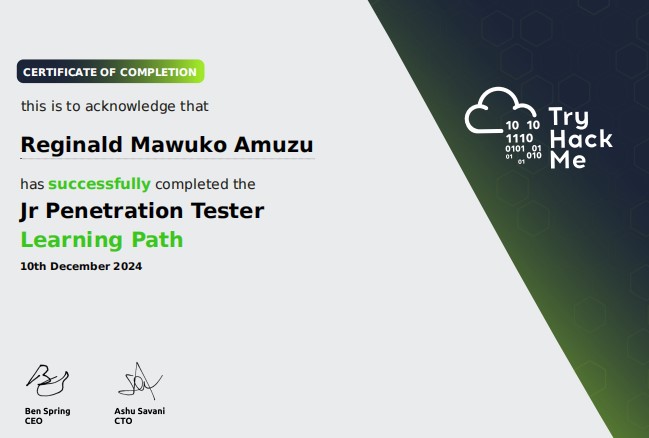 CERTIFICATE OF COMPLETION
this is to acknowledge that
Reginald Mawuko Amuzu
has successfully completed the
Jr Penetration Tester
Learning Path
10th December 2024
10 10
1110
0101 01
01 010
01
Try
Hack
Me
Ben Spring
CEO
Ashu Savani
CTO